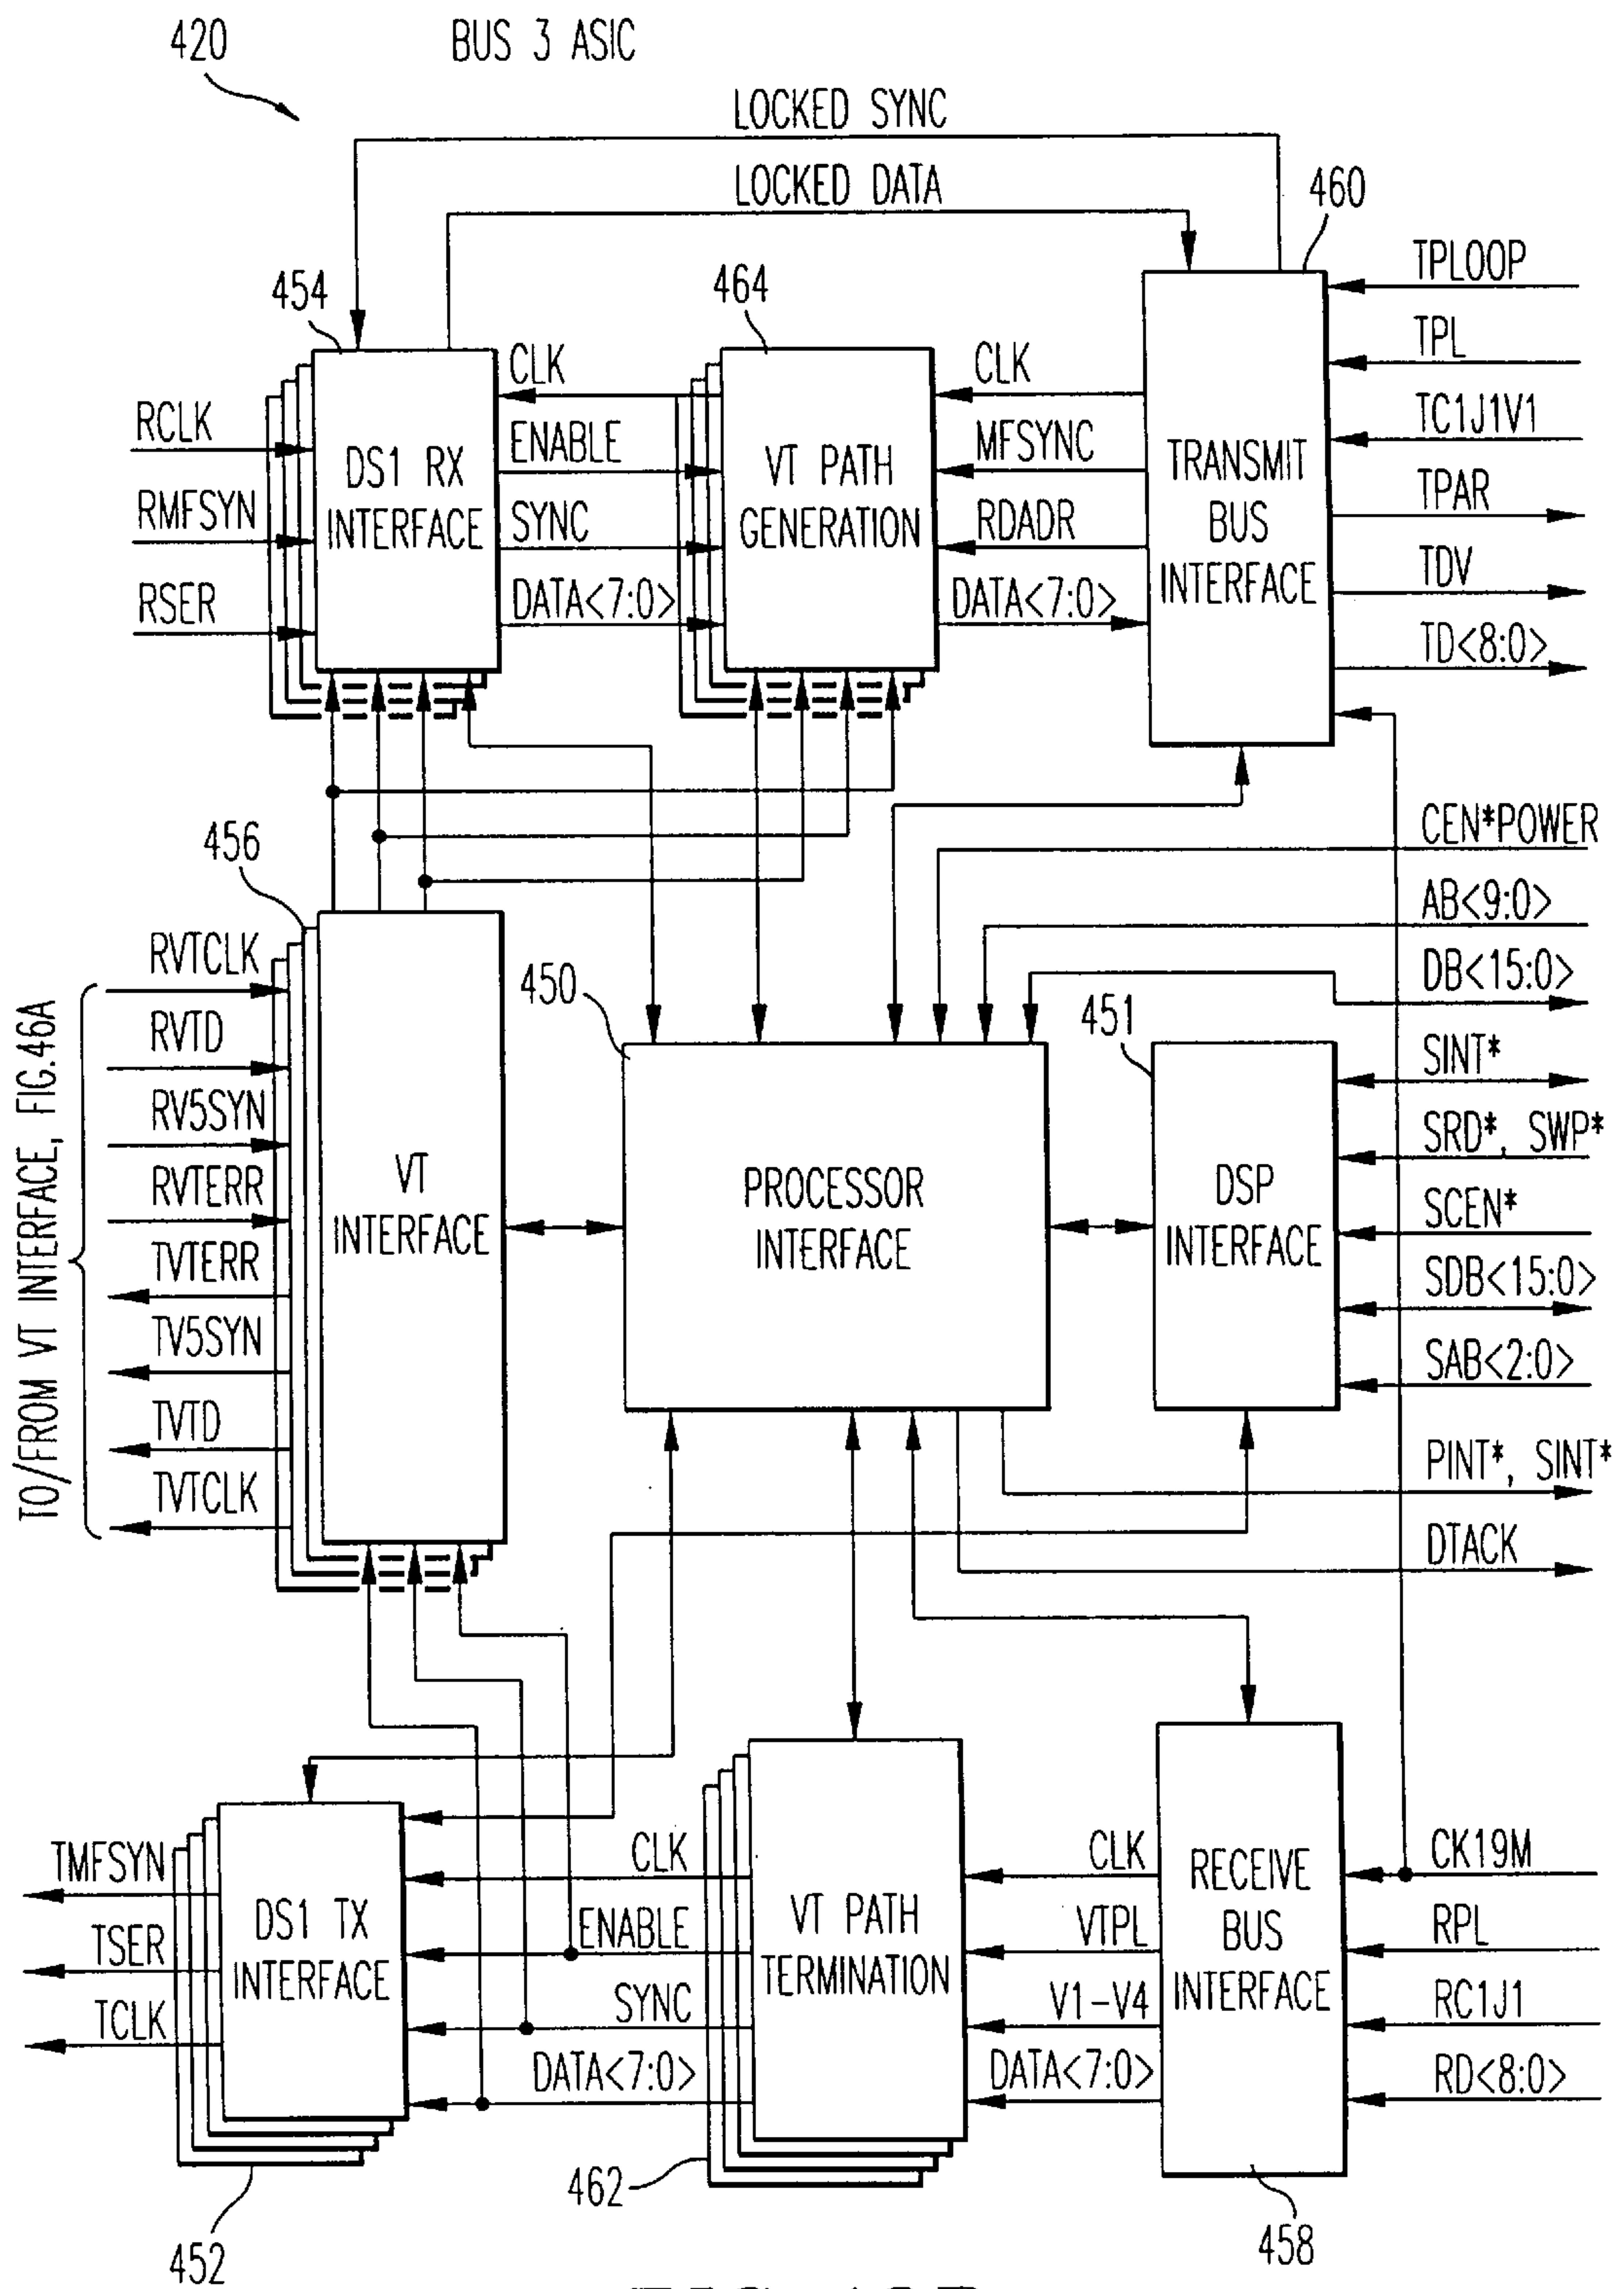 420
BUS 3 ASIC
LOCKED SYNC
LOCKED DATA
460
TPLOOP
454
464
TPL
CLK
CLK
RCLK
TC1J1V1
ENABLE
MFSYNC
DS1 RX
INTERFACE
VT PATH
GENERATION
TRANSMIT
BUS
INTERFACE
TPAR
RMFSYN
SYNC
RDADR
TDV
RSER
DATA<7:0>
DATA<7:0>
TD<8:0>
CEN*POWER
456
AB<9:0>
RVTCLK
450
DB<15:0>
451
RVTD
SINT*
RV5SYN
SRD*, SWP*
RVTERR
VT
INTERFACE
PROCESSOR
INTERFACE
DSP
INTERFACE
SCEN*
TVTERR
SDB<15:0>
TV5SYN
SAB<2:0>
TVTD
PINT*, SINT*
TVTCLK
DTACK
TO/FROM VT INTERFACE, FIG.46A
TMFSYN
CLK
CLK
CK19M
DS1 TX
INTERFACE
VT PATH
TERMINATION
RECEIVE
BUS
INTERFACE
TSER
ENABLE
VTPL
RPL
TCLK
SYNC
V1-V4
RC1J1
DATA<7:0>
DATA<7:0>
RD<8:0>
462
458
452